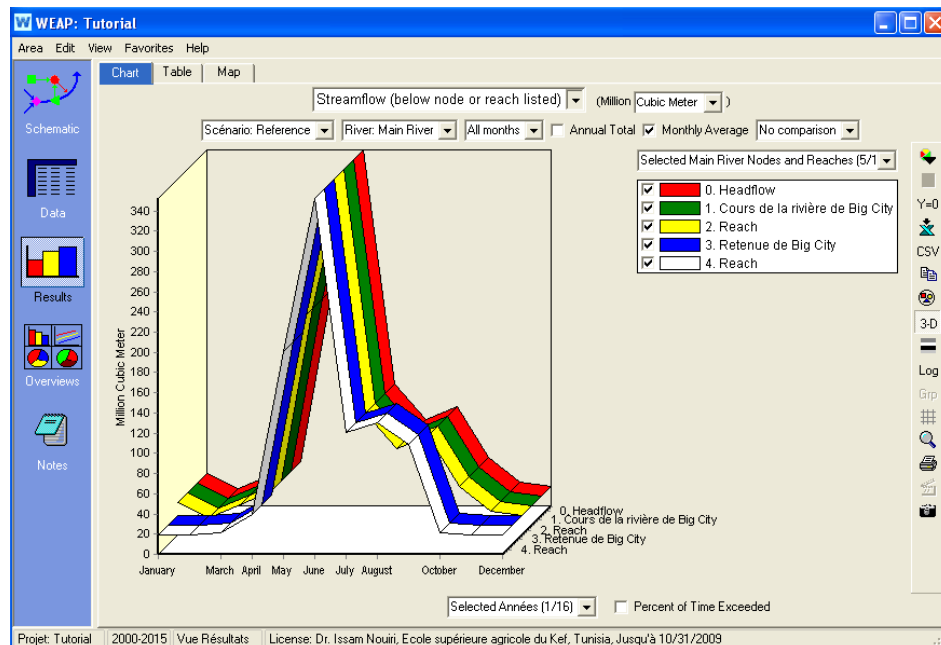 WEAP: Tutorial
Area Edit View Favorites Help
Chart Table Map
Streamflow (below node or reach listed) (Million Cubic Meter )
Scénario: Reference River: Main River All months Annual Total Monthly Average No comparison
Schematic
Data
Results
Overviews
Notes
Selected Main River Nodes and Reaches (5/1
0. Headflow
1. Cours de la rivière de Big City
2. Reach
3. Retenue de Big City
4. Reach
Y=0
CSV
3-D
Log
Grp
Million Cubic Meter
340
320
300
280
260
240
220
200
180
160
140
120
100
80
60
40
20
0
January March April May June July August October December
0. Headflow
1. Cours de la rivière de Big City
2. Reach
3. Retenue de Big City
4. Reach
Selected Années (1/16) Percent of Time Exceeded
Projet: Tutorial 2000-2015 Vue Résultats License: Dr. Issam Nouiri, Ecole supérieure agricole du Kef, Tunisia, Jusqu'à 10/31/2009